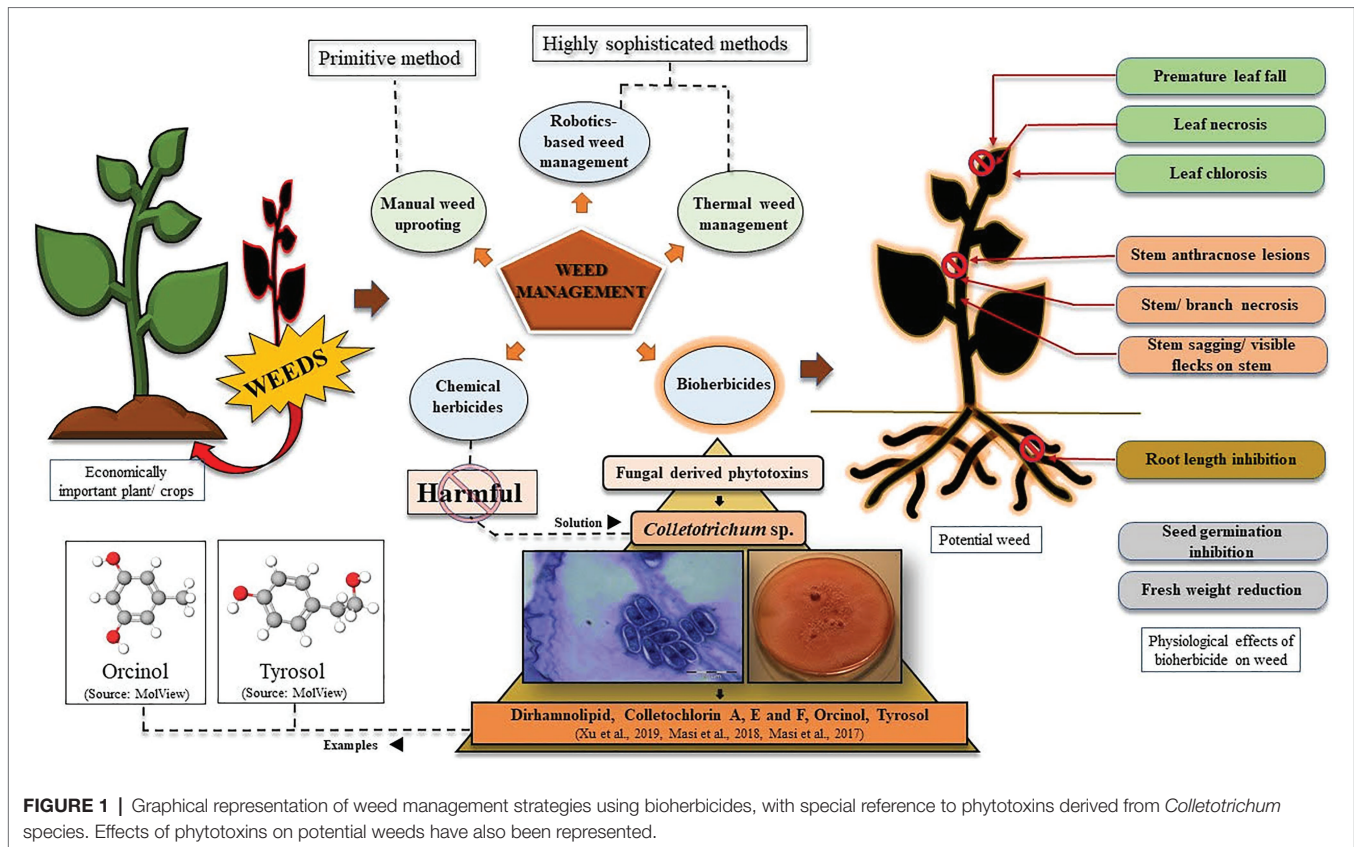 Primitive method
Highly sophisticated methods
Robotics-
based weed
management
Manual weed
uprooting
Thermal weed
management
WEED
MANAGEMENT
WEEDS
Economically
important plant/ crops
Chemical
herbicides
Bioherbicides
Harmful
Solution
Fungal derived phytotoxins
Colletotrichum sp.
Dirhamnolipid, Colletochlorin A, E and F, Orcinol, Tyrosol
(Xu et al., 2019, Masi et al., 2018, Masi et al., 2017)
Examples
Orcinol
(Source: MolView)
Tyrosol
(Source: MolView)
Premature leaf fall
Leaf necrosis
Leaf chlorosis
Stem anthracnose lesions
Stem/ branch necrosis
Stem sagging/ visible
flecks on stem
Root length inhibition
Potential weed
Seed germination
inhibition
Fresh weight reduction
Physiological effects of
bioherbicide on weed
FIGURE 1 | Graphical representation of weed management strategies using bioherbicides, with special reference to phytotoxins derived from Colletotrichum
species. Effects of phytotoxins on potential weeds have also been represented.